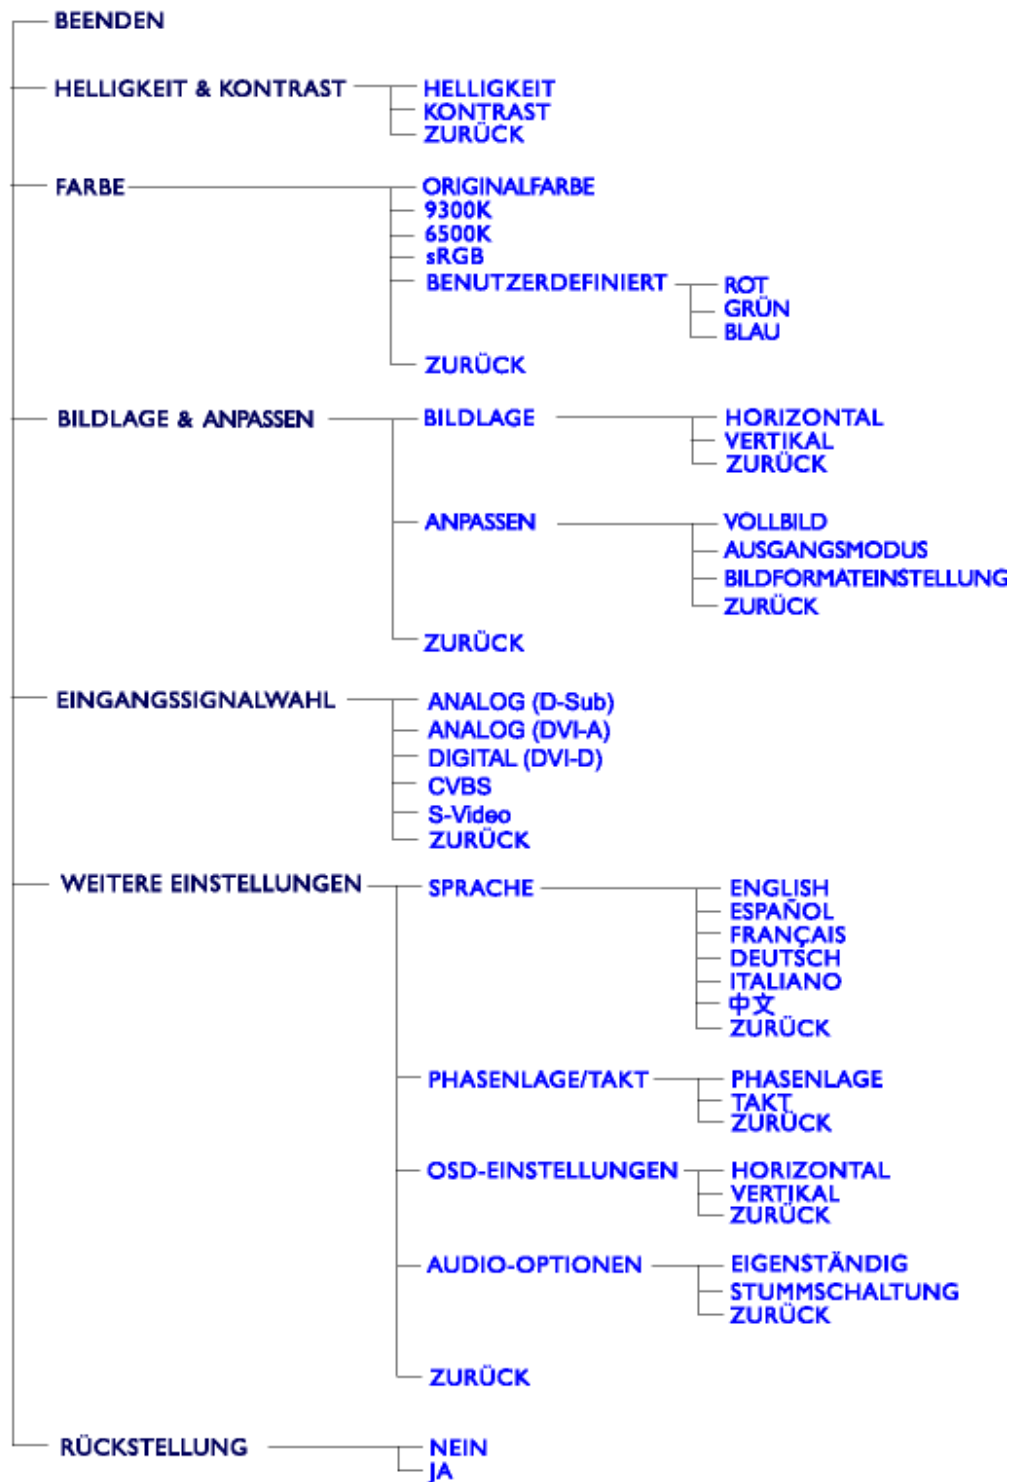 BEENDEN
HELLIGKEIT & KONTRAST
HELLIGKEIT
KONTRAST
ZURÜCK
FARBE
ORIGINALFARBE
9300K
6500K
sRGB
BENUTZERDEFINIERT
ROT
GRÜN
BLAU
ZURÜCK
BILDLAGE & ANPASSEN
BILDLAGE
HORIZONTAL
VERTIKAL
ZURÜCK
ANPASSEN
VOLLBILD
AUSGANGSMODUS
BILDFORMATEINSTELLUNG
ZURÜCK
ZURÜCK
EINGANGSSIGNALWAHL
ANALOG (D-Sub)
ANALOG (DVI-A)
DIGITAL (DVI-D)
CVBS
S-Video
ZURÜCK
WEITERE EINSTELLUNGEN
SPRACHE
ENGLISH
ESPAÑOL
FRANÇAIS
DEUTSCH
ITALIANO
中文
ZURÜCK
PHASENLAGE/TAKT
PHASENLAGE
TAKT
ZURÜCK
OSD-EINSTELLUNGEN
HORIZONTAL
VERTIKAL
ZURÜCK
AUDIO-OPTIONEN
EIGENSTÄNDIG
STUMMSCHALTUNG
ZURÜCK
ZURÜCK
RÜCKSTELLUNG
NEIN
JA